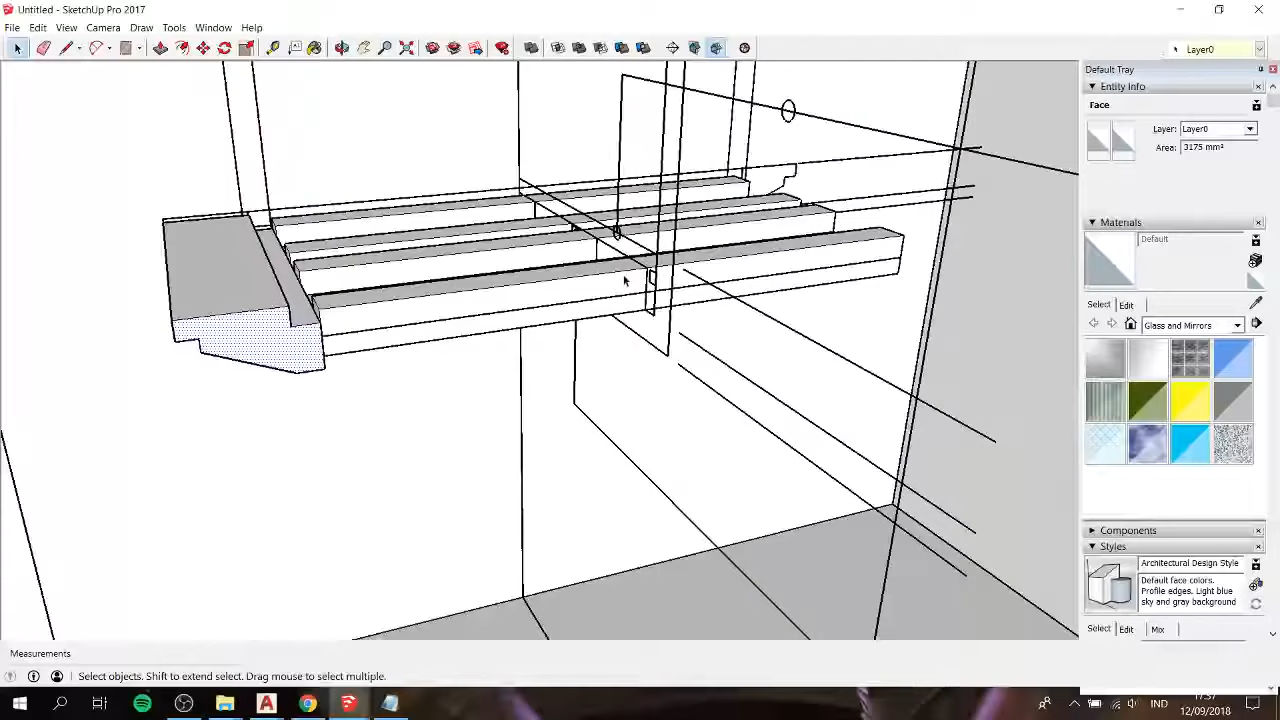 Untitled - SketchUp Pro 2017
File Edit View Camera Draw Tools Window Help
Layer0
Default Tray
Entity Info
Face
Layer: Layer0
Area: 3175 mm²
Materials
Default
Select Edit
Glass and Mirrors
Components
Styles
Architectural Design Style
Default face colors.
Profile edges. Light blue
sky and gray background
Select Edit Mix
Measurements
Select objects. Shift to extend select. Drag mouse to select multiple.
IND
12/09/2018